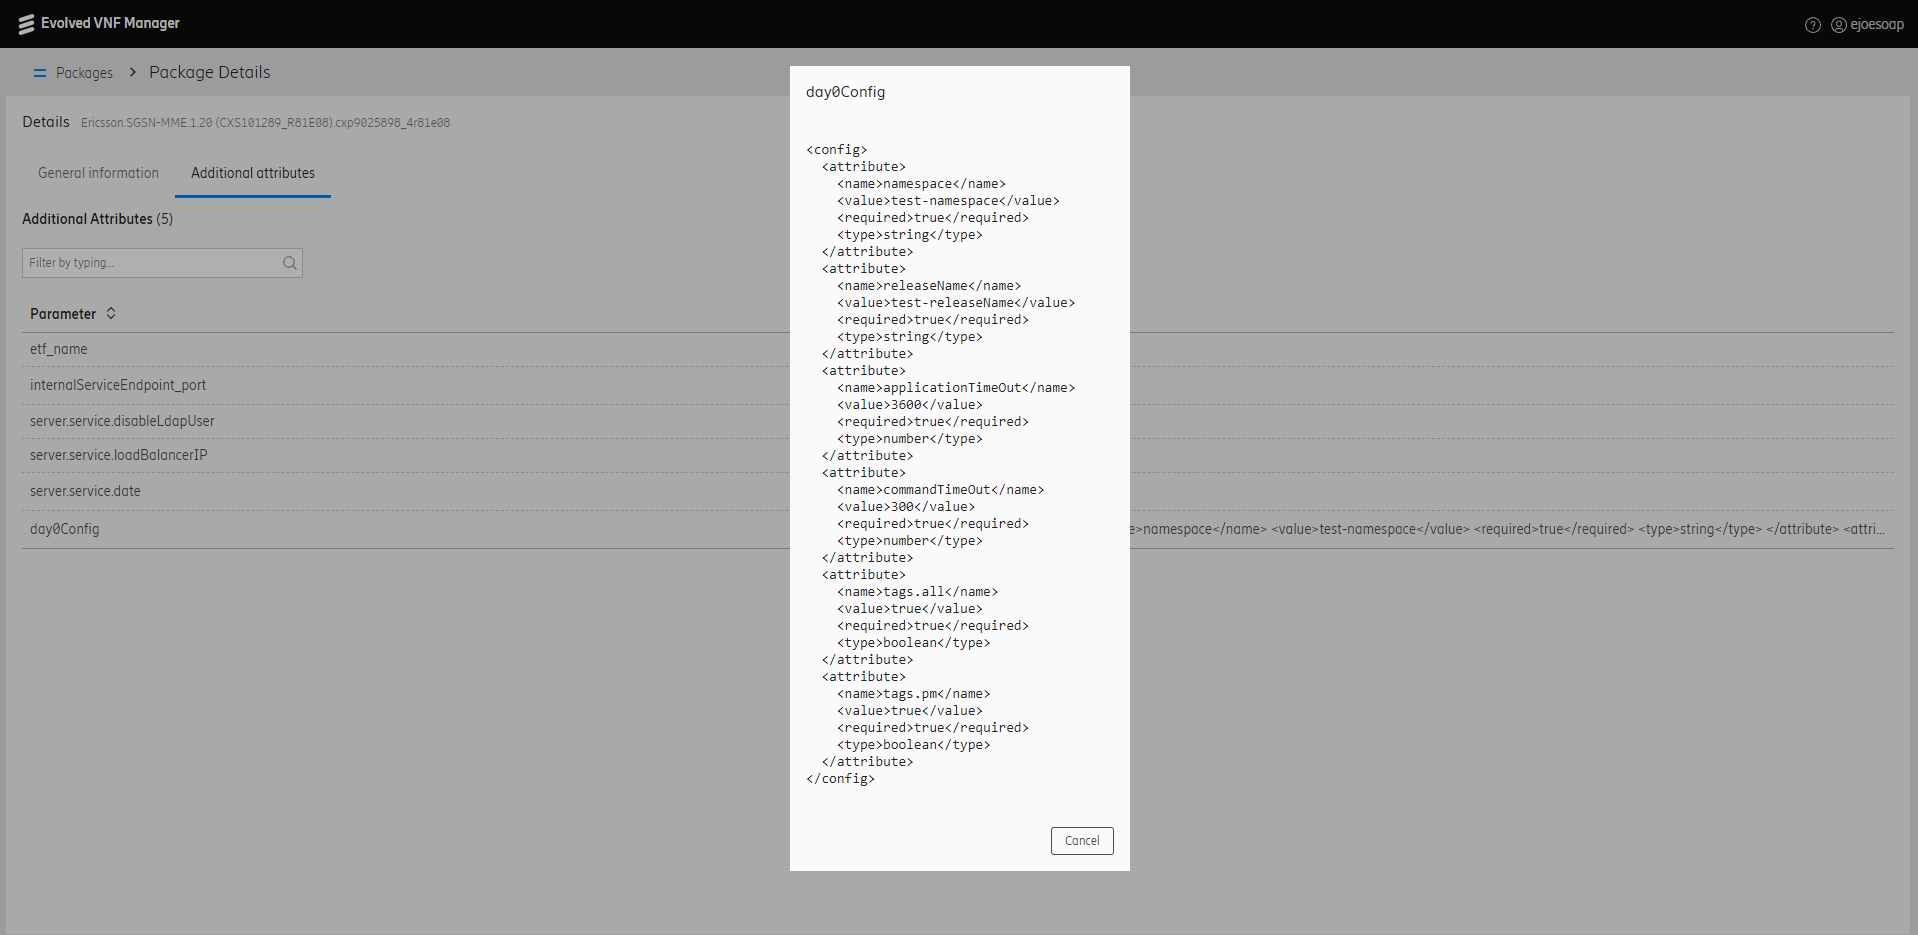 Evolved VNF Manager
ejoesoap
Packages > Package Details
Details Ericsson.SGSN-MME.1.20 (CXS101289_R81E08).cxp9025898_4r81e08
General information
Additional attributes
Additional Attributes (5)
Filter by typing...
Parameter
etf_name
internalServiceEndpoint_port
server.service.disableLdapUser
server.service.loadBalancerIP
server.service.date
day0Config
e>namespace</name> <value>test-namespace</value> <required>true</required> <type>string</type> </attribute> <attri...
day0Config
<config>
  <attribute>
    <name>namespace</name>
    <value>test-namespace</value>
    <required>true</required>
    <type>string</type>
  </attribute>
  <attribute>
    <name>releaseName</name>
    <value>test-releaseName</value>
    <required>true</required>
    <type>string</type>
  </attribute>
  <attribute>
    <name>applicationTimeOut</name>
    <value>3600</value>
    <required>true</required>
    <type>number</type>
  </attribute>
  <attribute>
    <name>commandTimeOut</name>
    <value>300</value>
    <required>true</required>
    <type>number</type>
  </attribute>
  <attribute>
    <name>tags.all</name>
    <value>true</value>
    <required>true</required>
    <type>boolean</type>
  </attribute>
  <attribute>
    <name>tags.pm</name>
    <value>true</value>
    <required>true</required>
    <type>boolean</type>
  </attribute>
</config>
Cancel